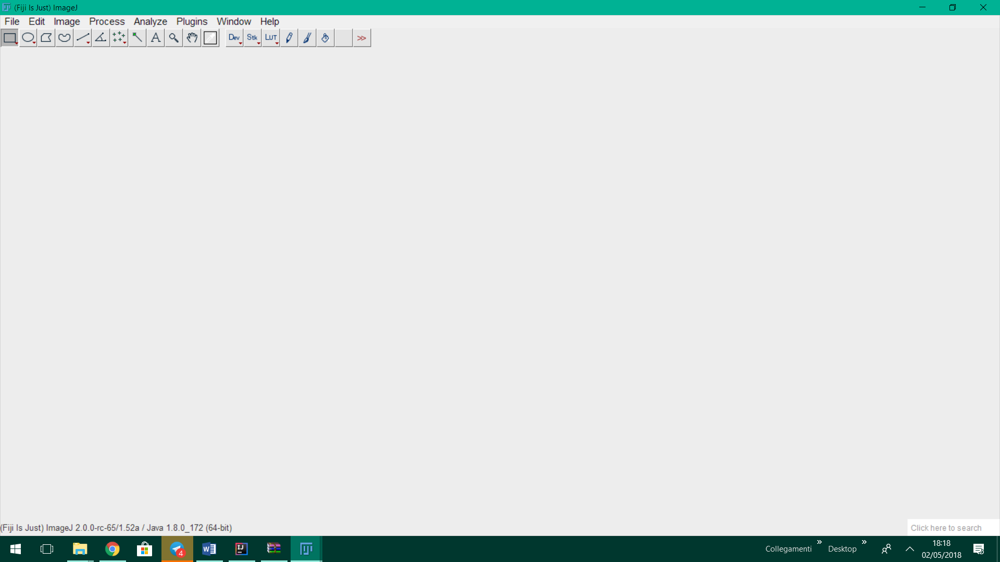 (Fiji Is Just) ImageJ
File Edit Image Process Analyze Plugins Window Help
A Dev Stk LUT >>
(Fiji Is Just) ImageJ 2.0.0-rc-65/1.52a / Java 1.8.0_172 (64-bit)
Click here to search
4 W IJ Collegamenti » Desktop » 18:18
02/05/2018